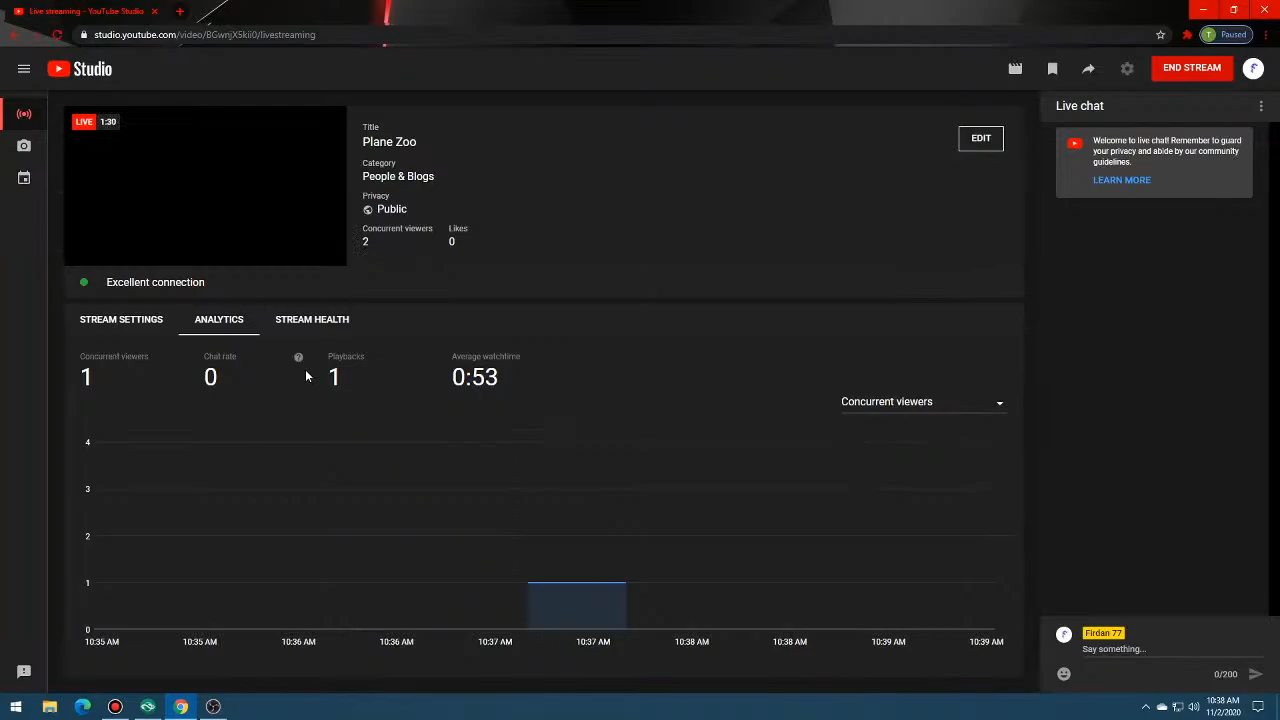 Live streaming - YouTube Studio
studio.youtube.com/video/8GwnjX5kii0/livestreaming
T Paused
Studio
END STREAM
LIVE 1:30
Title
Plane Zoo
Category
People & Blogs
Privacy
Public
Concurrent viewers Likes
2 0
EDIT
Excellent connection
STREAM SETTINGS ANALYTICS STREAM HEALTH
Concurrent viewers Chat rate Playbacks Average watchtime
1 0 1 0:53
Concurrent viewers
4
3
2
1
0
10:35 AM 10:35 AM 10:36 AM 10:36 AM 10:37 AM 10:37 AM 10:38 AM 10:38 AM 10:39 AM 10:39 AM
Live chat
Welcome to live chat! Remember to guard
your privacy and abide by our community
guidelines.
LEARN MORE
Firdan 77
Say something...
0/200
10:38 AM
11/2/2020